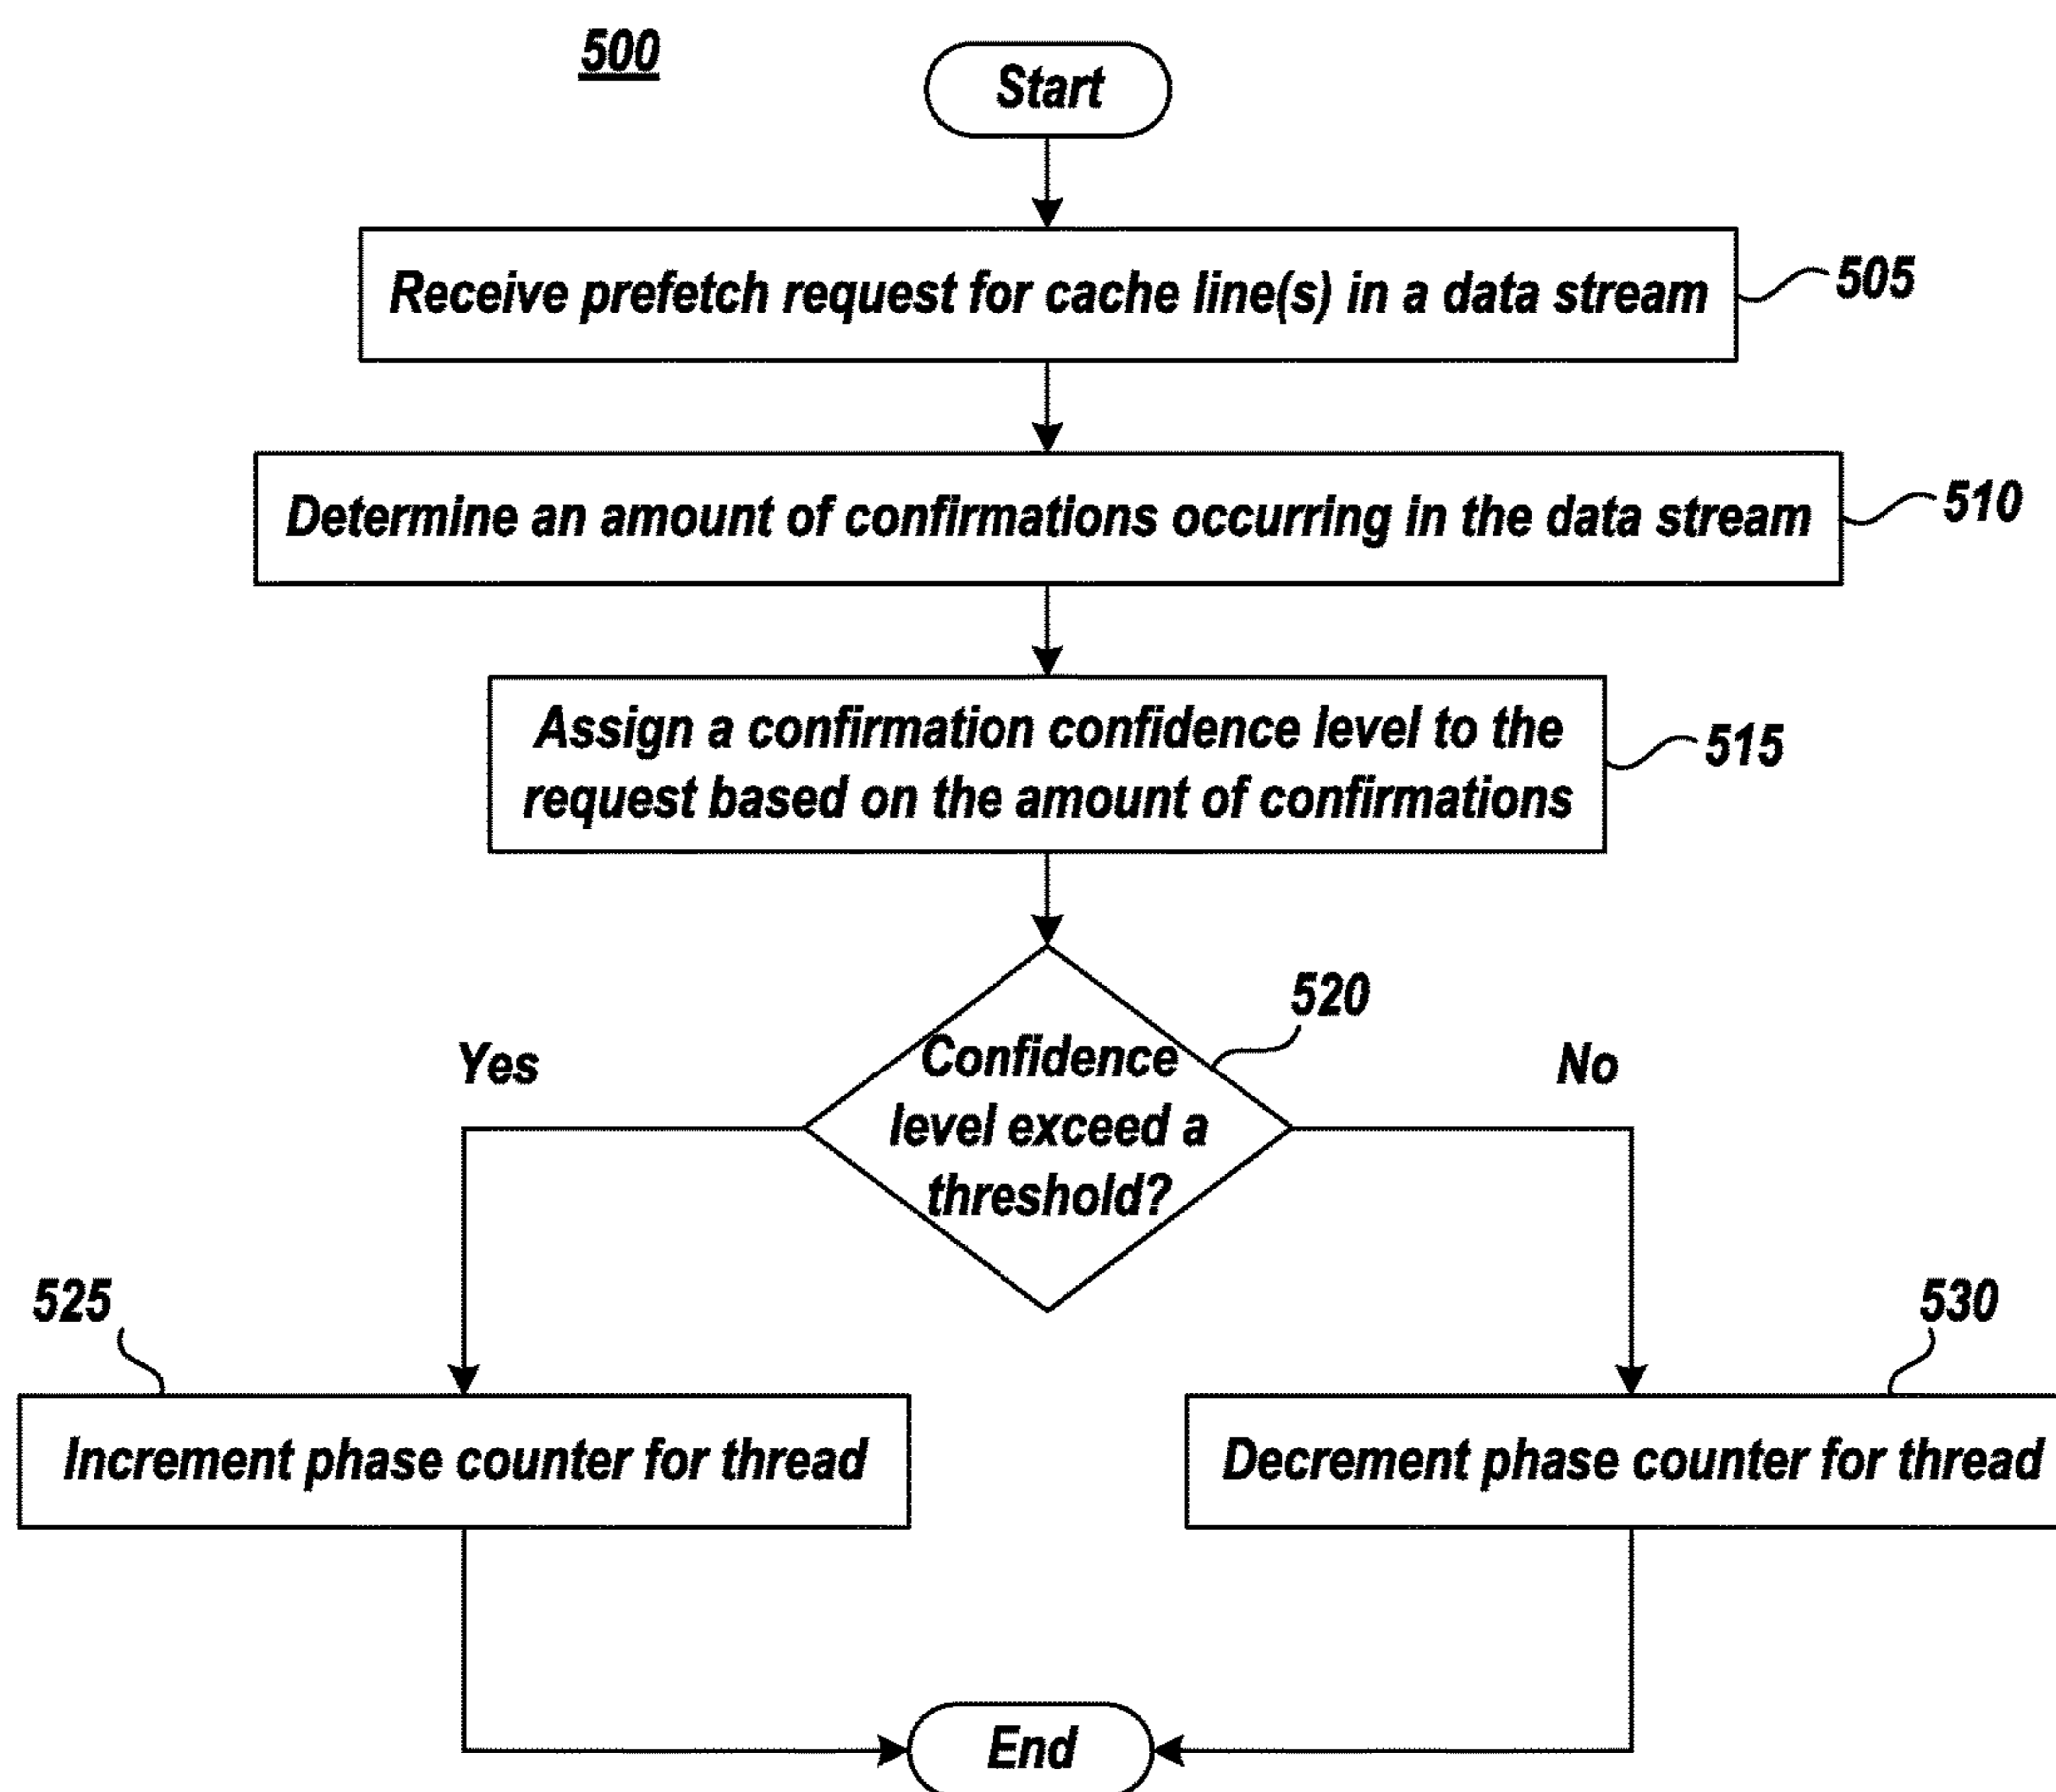 500
Start
Receive prefetch request for cache line(s) in a data stream
505
Determine an amount of confirmations occurring in the data stream
510
Assign a confirmation confidence level to the
request based on the amount of confirmations
515
520
Confidence
level exceed a
threshold?
Yes
No
525
530
Increment phase counter for thread
Decrement phase counter for thread
End